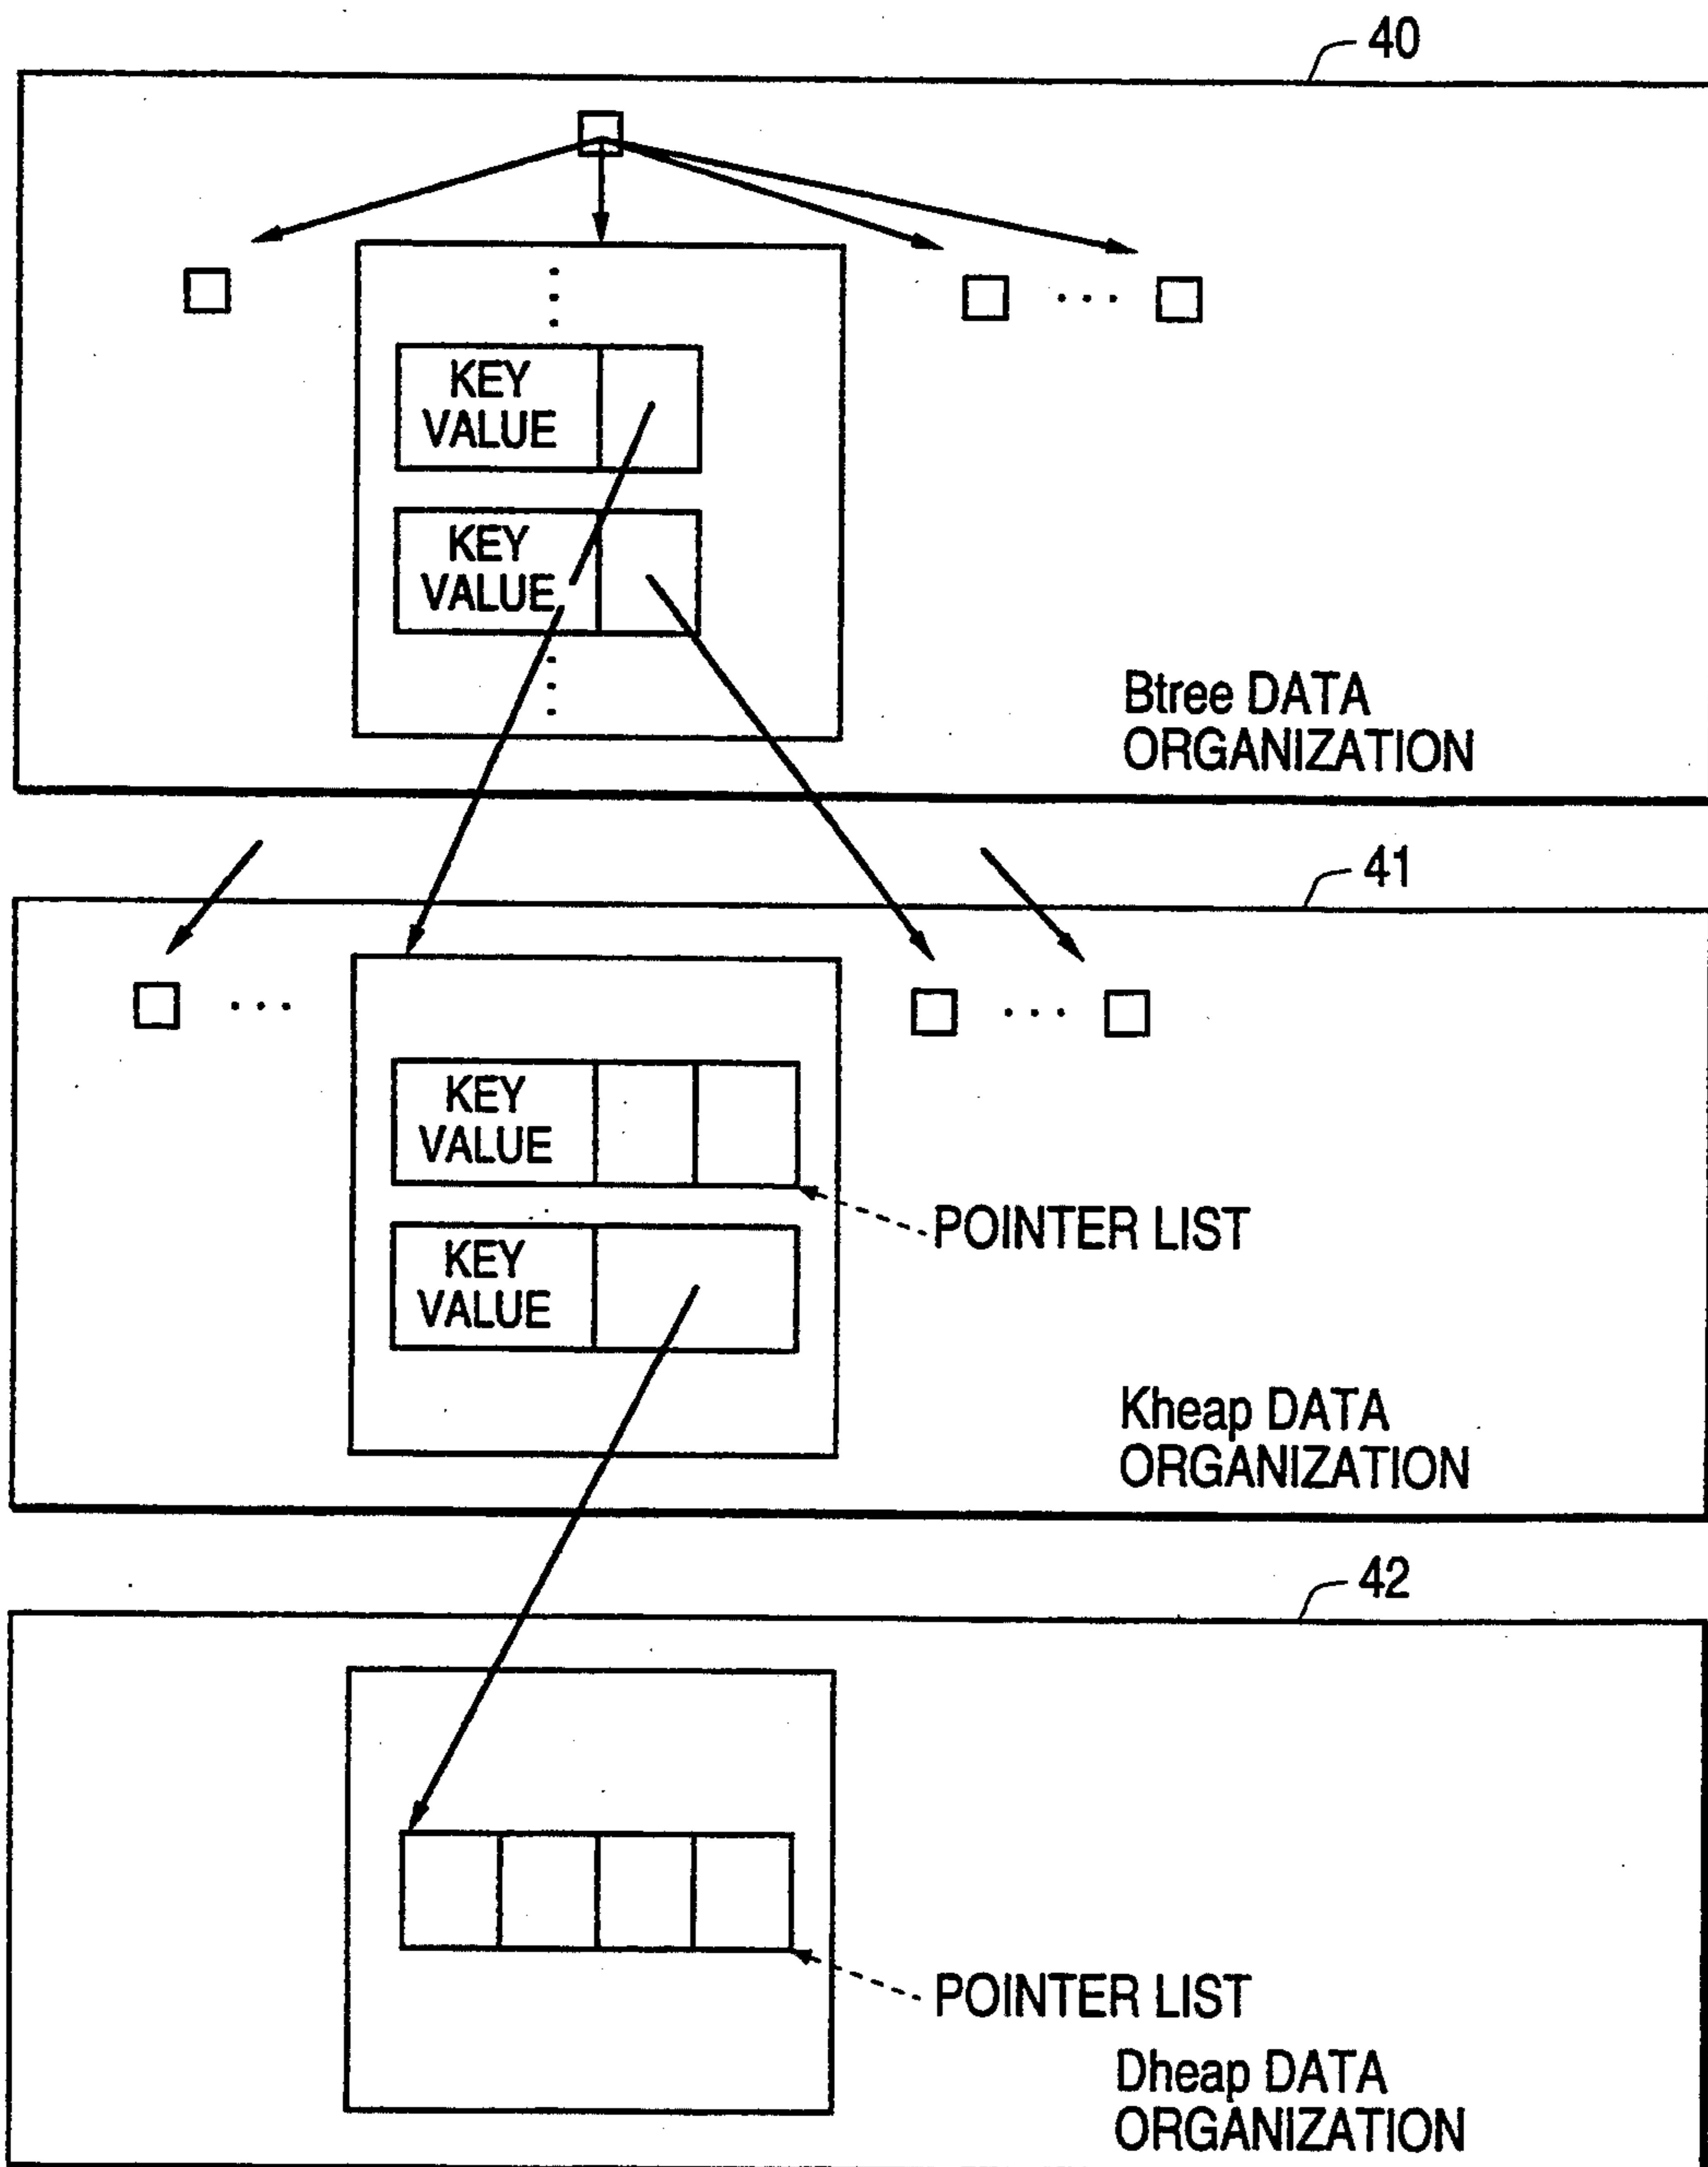 40
KEY
VALUE
KEY
VALUE
Btree DATA
ORGANIZATION
41
KEY
VALUE
POINTER LIST
KEY
VALUE
Kheap DATA
ORGANIZATION
42
POINTER LIST
Dheap DATA
ORGANIZATION